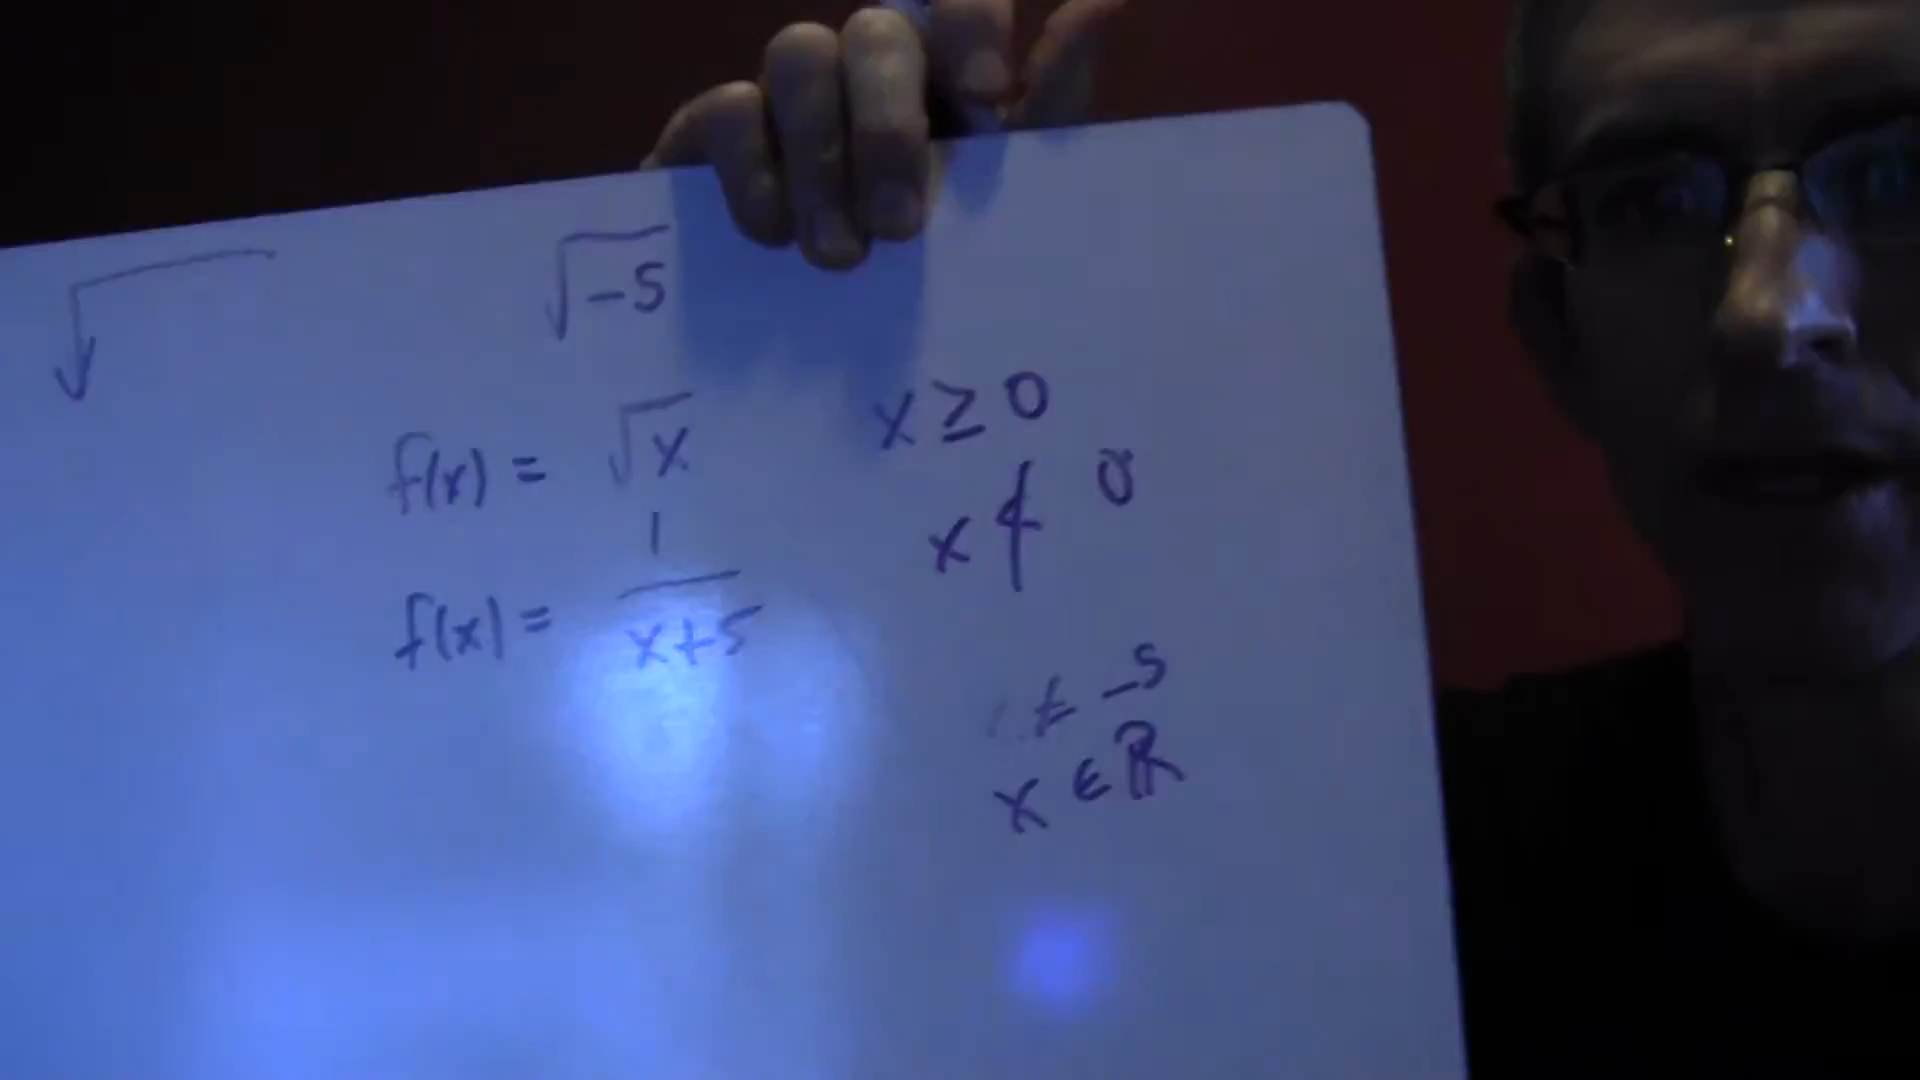 √ √-5
f(x) = √x x ≥ 0
x ≮ 0
f(x) = 1/(x+5)
≠ -5
x ∈ ℝ